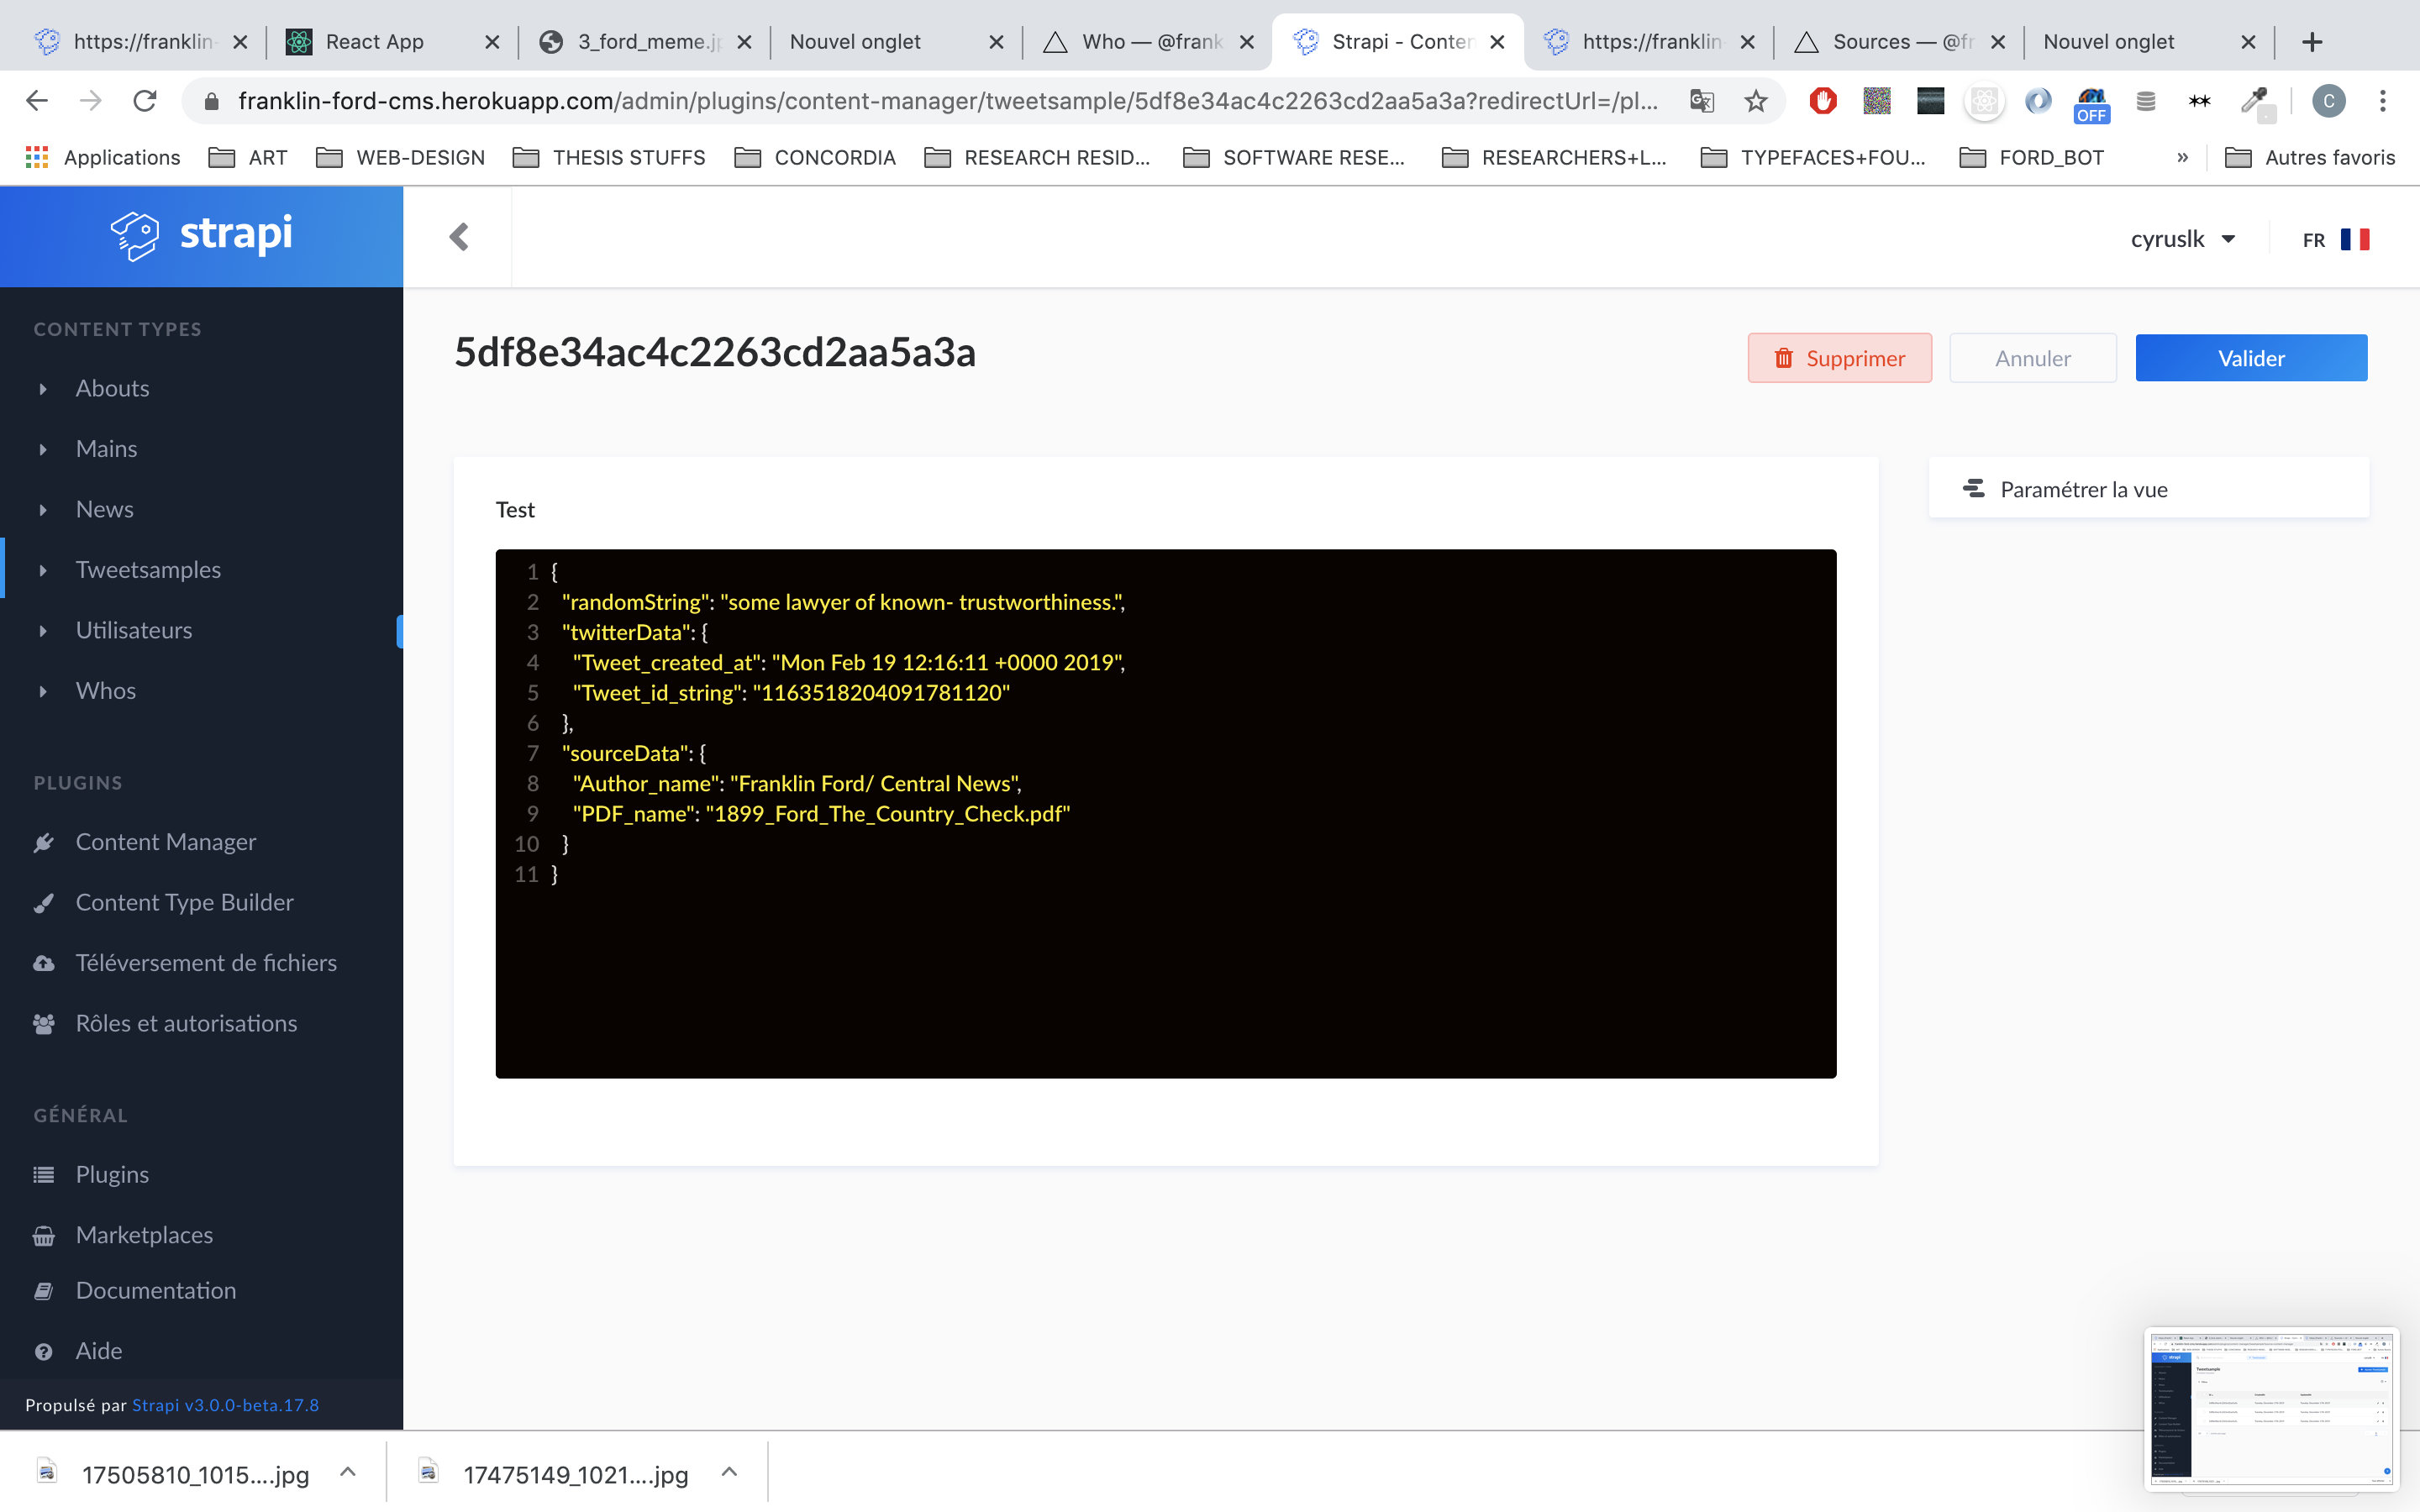 https://franklin-
React App
3_ford_meme.j
Nouvel onglet
Who — @frank
Strapi - Conten
https://franklin-
Sources — @f
Nouvel onglet
franklin-ford-cms.herokuapp.com/admin/plugins/content-manager/tweetsample/5df8e34ac4c2263cd2aa5a3a?redirectUrl=/pl...
OFF
C
Applications
ART
WEB-DESIGN
THESIS STUFFS
CONCORDIA
RESEARCH RESID...
SOFTWARE RESE...
RESEARCHERS+L...
TYPEFACES+FOU...
FORD_BOT
»
Autres favoris
strapi
cyruslk
FR
CONTENT TYPES
Abouts
Mains
News
Tweetsamples
Utilisateurs
Whos
PLUGINS
Content Manager
Content Type Builder
Téléversement de fichiers
Rôles et autorisations
GÉNÉRAL
Plugins
Marketplaces
Documentation
Aide
Propulsé par Strapi v3.0.0-beta.17.8
5df8e34ac4c2263cd2aa5a3a
Supprimer
Annuler
Valider
Test
1 {
2 "randomString": "some lawyer of known- trustworthiness.",
3 "twitterData": {
4 "Tweet_created_at": "Mon Feb 19 12:16:11 +0000 2019",
5 "Tweet_id_string": "1163518204091781120"
6 },
7 "sourceData": {
8 "Author_name": "Franklin Ford/ Central News",
9 "PDF_name": "1899_Ford_The_Country_Check.pdf"
10 }
11 }
Paramétrer la vue
17505810_1015....jpg
17475149_1021....jpg